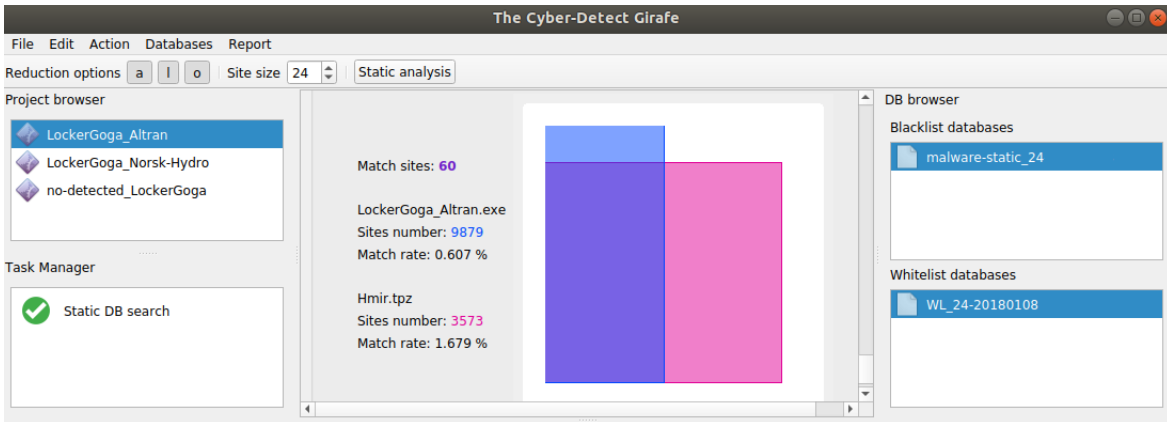 The Cyber-Detect Girafe
File Edit Action Databases Report
Reduction options a l o Site size 24 Static analysis
Project browser
LockerGoga_Altran
LockerGoga_Norsk-Hydro
no-detected_LockerGoga
Task Manager
Static DB search
Match sites: 60
LockerGoga_Altran.exe
Sites number: 9879
Match rate: 0.607 %
Hmir.tpz
Sites number: 3573
Match rate: 1.679 %
DB browser
Blacklist databases
malware-static_24
Whitelist databases
WL_24-20180108